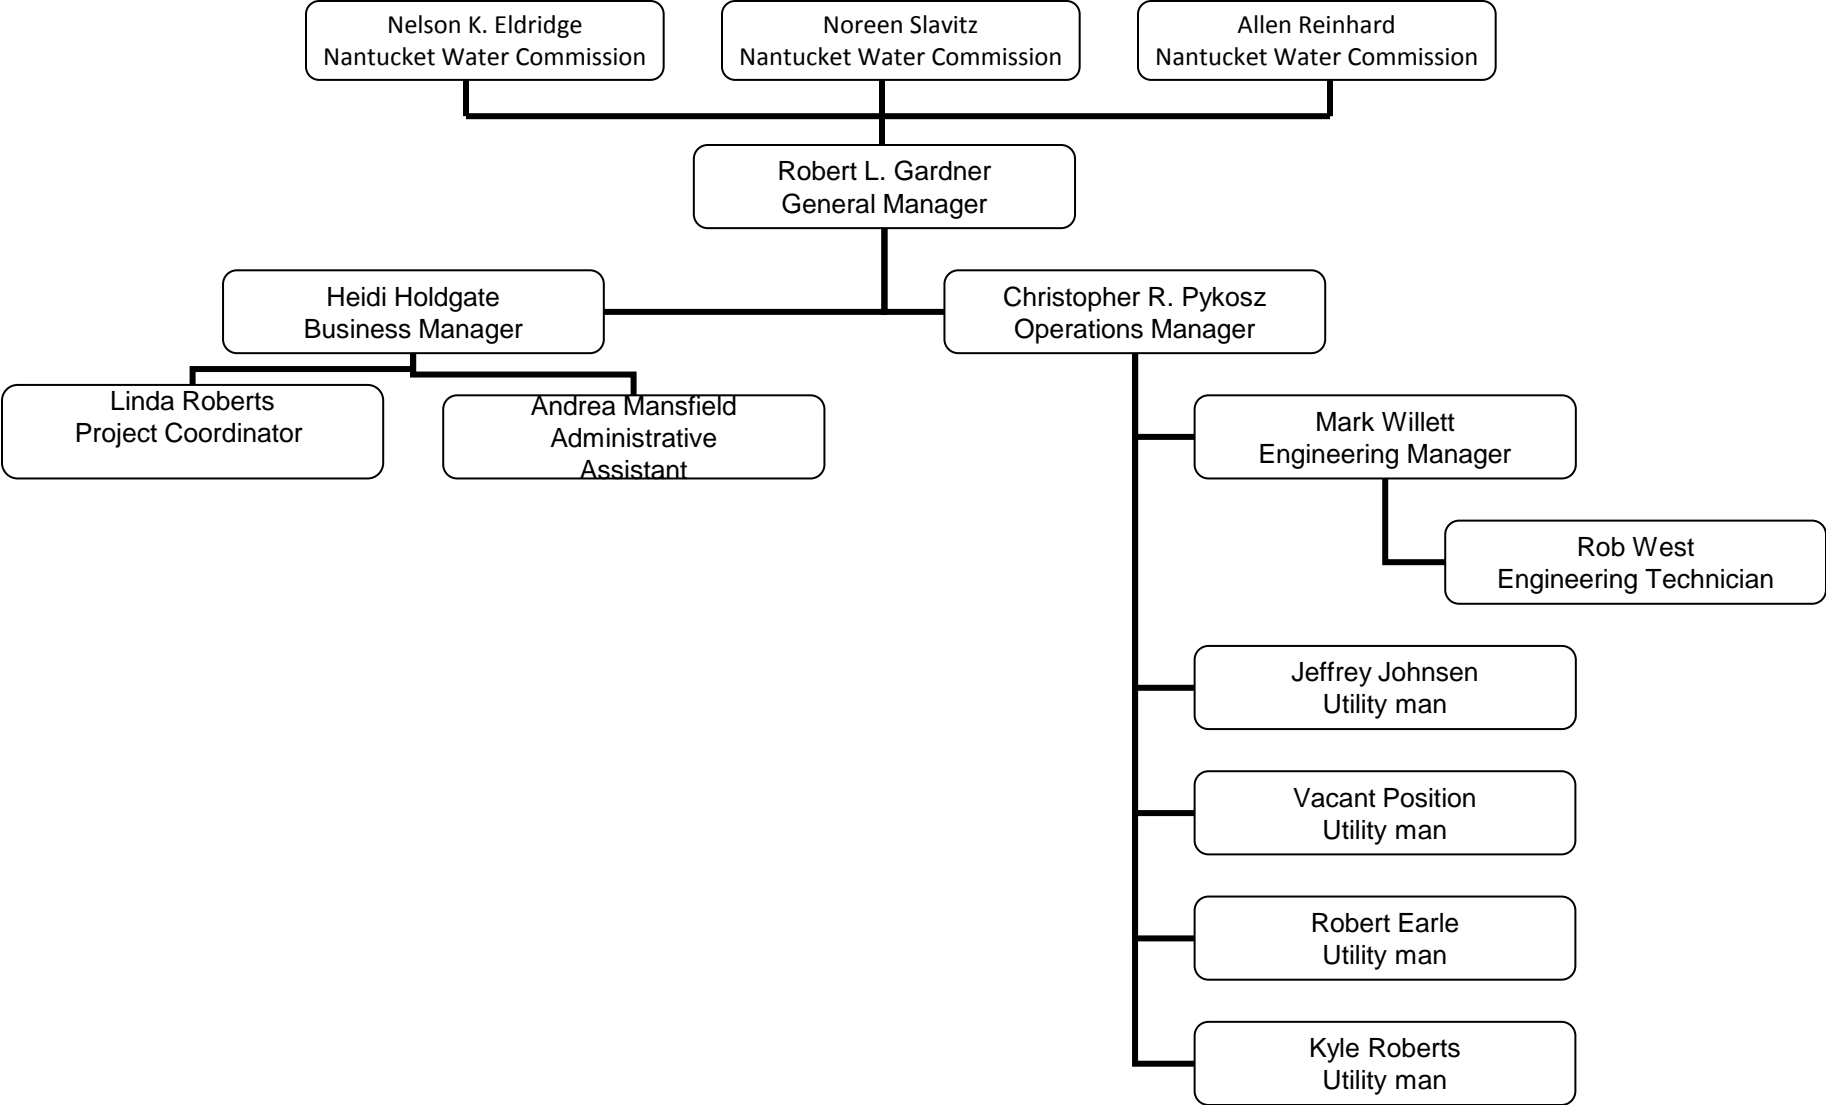 Nelson K. Eldridge
Nantucket Water Commission
Noreen Slavitz
Nantucket Water Commission
Allen Reinhard
Nantucket Water Commission
Robert L. Gardner
General Manager
Heidi Holdgate
Business Manager
Christopher R. Pykosz
Operations Manager
Linda Roberts
Project Coordinator
Andrea Mansfield
Administrative
Assistant
Mark Willett
Engineering Manager
Rob West
Engineering Technician
Jeffrey Johnsen
Utility man
Vacant Position
Utility man
Robert Earle
Utility man
Kyle Roberts
Utility man